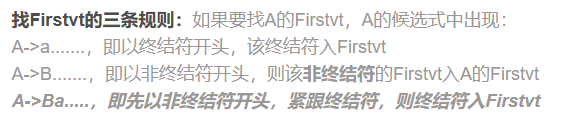 找Firstvt的三条规则：如果要找A的Firstvt，A的候选式中出现：
A->a.......，即以终结符开头，该终结符入Firstvt
A->B.......，即以非终结符开头，则该非终结符的Firstvt入A的Firstvt
A->Ba.....，即先以非终结符开头，紧跟终结符，则终结符入Firstvt